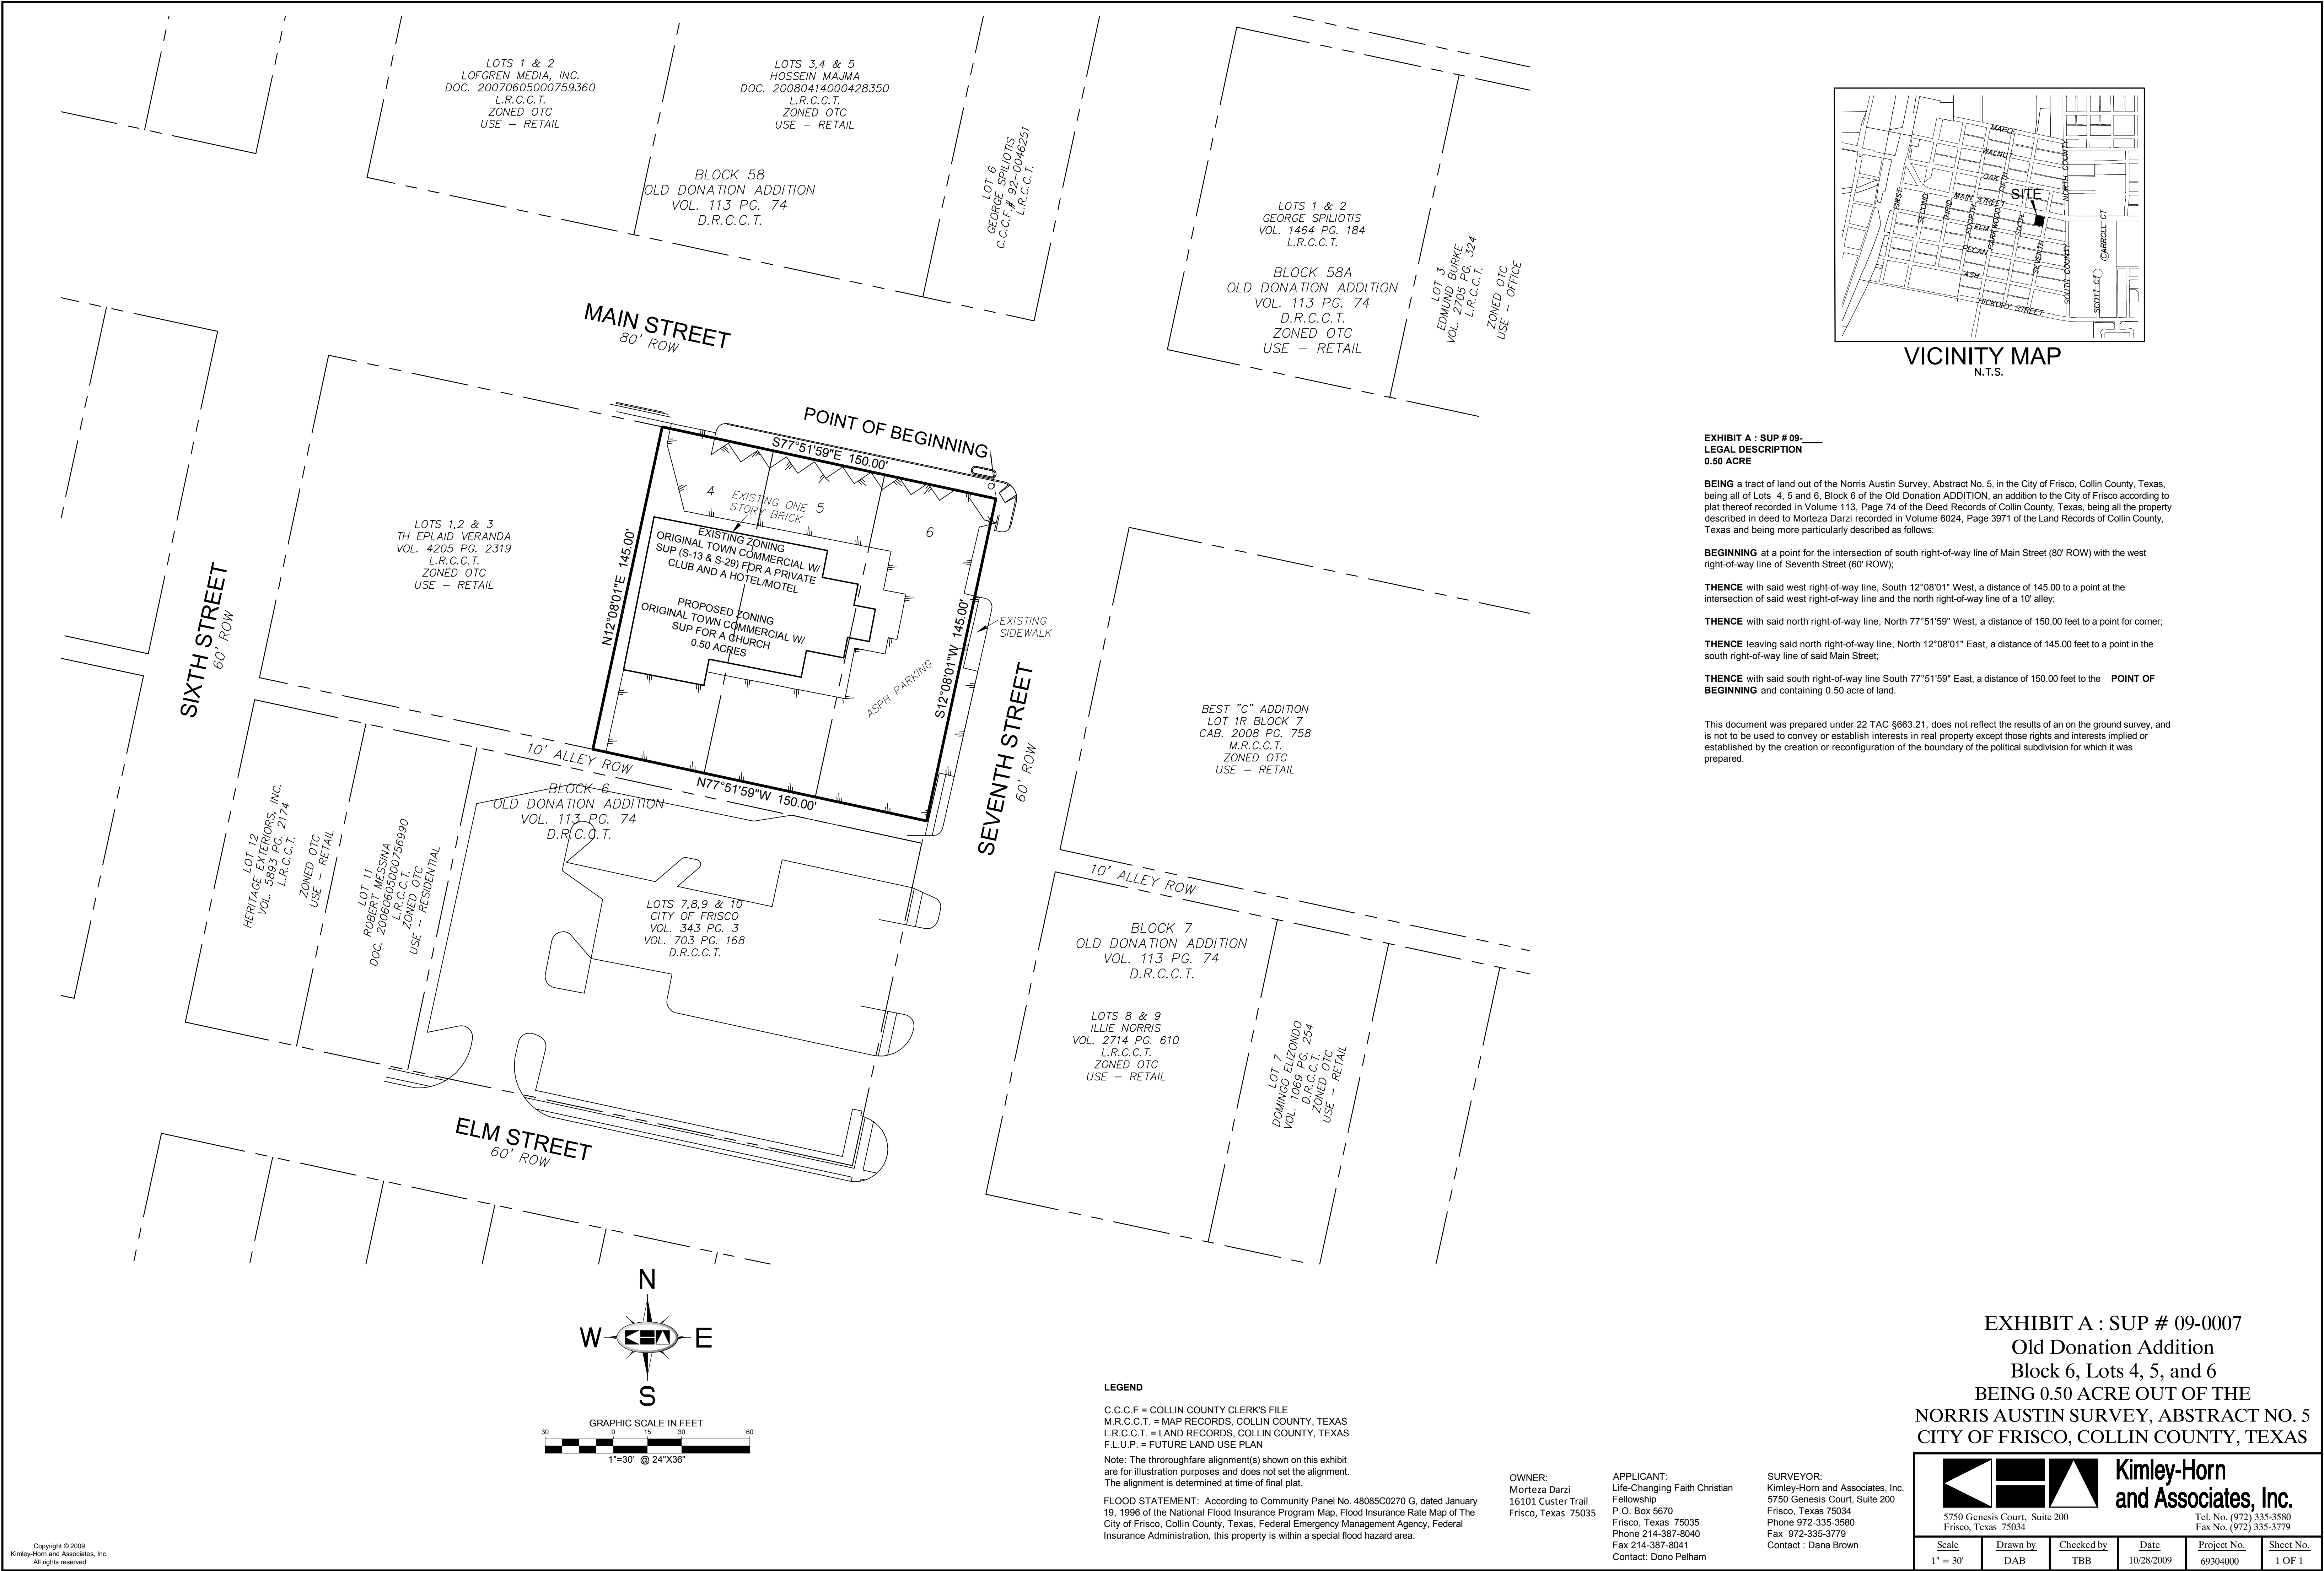 LOTS 1 & 2
LOFGREN MEDIA, INC.
DOC. 20070605000759360
L.R.C.C.T.
ZONED OTC
USE – RETAIL
LOTS 3,4 & 5
HOSSEIN MAJMA
DOC. 20080414000428350
L.R.C.C.T.
ZONED OTC
USE – RETAIL
BLOCK 58
OLD DONATION ADDITION
VOL. 113 PG. 74
D.R.C.C.T.
LOT 6
GEORGE SPILIOTIS
C.C.C.F.# 92-0046251
L.R.C.C.T.
LOTS 1 & 2
GEORGE SPILIOTIS
VOL. 1464 PG. 184
L.R.C.C.T.
BLOCK 58A
OLD DONATION ADDITION
VOL. 113 PG. 74
D.R.C.C.T.
ZONED OTC
USE – RETAIL
LOT 3
EDMUND BURKE
VOL. 2705 PG. 324
L.R.C.C.T.
ZONED OTC
USE – OFFICE
MAIN STREET
80' ROW
POINT OF BEGINNING
S77°51'59"E 150.00'
4
5
6
EXISTING ONE
STORY BRICK
EXISTING ZONING
ORIGINAL TOWN COMMERCIAL W/
SUP (S-13 & S-29) FOR A PRIVATE
CLUB AND A HOTEL/MOTEL
PROPOSED ZONING
ORIGINAL TOWN COMMERCIAL W/
SUP FOR A CHURCH
0.50 ACRES
N12°08'01"E 145.00'
S12°08'01"W 145.00'
N77°51'59"W 150.00'
EXISTING
SIDEWALK
ASPH PARKING
LOTS 1,2 & 3
TH EPLAID VERANDA
VOL. 4205 PG. 2319
L.R.C.C.T.
ZONED OTC
USE – RETAIL
SIXTH STREET
60' ROW
SEVENTH STREET
60' ROW
BEST "C" ADDITION
LOT 1R BLOCK 7
CAB. 2008 PG. 758
M.R.C.C.T.
ZONED OTC
USE – RETAIL
10' ALLEY ROW
BLOCK 6
OLD DONATION ADDITION
VOL. 113 PG. 74
D.R.C.C.T.
LOT 12
HERITAGE EXTERIORS, INC.
VOL. 5893 PG. 2174
L.R.C.C.T.
ZONED OTC
USE – RETAIL
LOT 11
ROBERT MESSINA
DOC. 20060605000756990
L.R.C.C.T.
ZONED OTC
USE – RESIDENTIAL
LOTS 7,8,9 & 10
CITY OF FRISCO
VOL. 343 PG. 3
VOL. 703 PG. 168
D.R.C.C.T.
10' ALLEY ROW
BLOCK 7
OLD DONATION ADDITION
VOL. 113 PG. 74
D.R.C.C.T.
LOTS 8 & 9
ILLIE NORRIS
VOL. 2714 PG. 610
L.R.C.C.T.
ZONED OTC
USE – RETAIL
LOT 7
DOMINGO ELIZONDO
VOL. 1069 PG. 254
D.R.C.C.T.
ZONED OTC
USE – RETAIL
ELM STREET
60' ROW
MAPLE
WALNUT
OAK
MAIN STREET
ELM
PECAN
ASH
HICKORY STREET
FIRST
SECOND
THRID
FOURTH
PARKWOOD
FIFTH
SIXTH
SEVENTH
NORTH COUNTY
SOUTH COUNTY
CARROLL CT
SCOTT CT
SITE
VICINITY MAP
N.T.S.
EXHIBIT A : SUP # 09-____
LEGAL DESCRIPTION
0.50 ACRE
BEING a tract of land out of the Norris Austin Survey, Abstract No. 5, in the City of Frisco, Collin County, Texas,
being all of Lots 4, 5 and 6, Block 6 of the Old Donation ADDITION, an addition to the City of Frisco according to
plat thereof recorded in Volume 113, Page 74 of the Deed Records of Collin County, Texas, being all the property
described in deed to Morteza Darzi recorded in Volume 6024, Page 3971 of the Land Records of Collin County,
Texas and being more particularly described as follows:
BEGINNING at a point for the intersection of south right-of-way line of Main Street (80' ROW) with the west
right-of-way line of Seventh Street (60' ROW);
THENCE with said west right-of-way line, South 12°08'01" West, a distance of 145.00 to a point at the
intersection of said west right-of-way line and the north right-of-way line of a 10' alley;
THENCE with said north right-of-way line, North 77°51'59" West, a distance of 150.00 feet to a point for corner;
THENCE leaving said north right-of-way line, North 12°08'01" East, a distance of 145.00 feet to a point in the
south right-of-way line of said Main Street;
THENCE with said south right-of-way line South 77°51'59" East, a distance of 150.00 feet to the POINT OF
BEGINNING and containing 0.50 acre of land.
This document was prepared under 22 TAC §663.21, does not reflect the results of an on the ground survey, and
is not to be used to convey or establish interests in real property except those rights and interests implied or
established by the creation or reconfiguration of the boundary of the political subdivision for which it was
prepared.
N
W
E
S
GRAPHIC SCALE IN FEET
30 0 15 30 60
1"=30' @ 24"X36"
LEGEND
C.C.C.F = COLLIN COUNTY CLERK'S FILE
M.R.C.C.T. = MAP RECORDS, COLLIN COUNTY, TEXAS
L.R.C.C.T. = LAND RECORDS, COLLIN COUNTY, TEXAS
F.L.U.P. = FUTURE LAND USE PLAN
Note: The throroughfare alignment(s) shown on this exhibit
are for illustration purposes and does not set the alignment.
The alignment is determined at time of final plat.
FLOOD STATEMENT: According to Community Panel No. 48085C0270 G, dated January
19, 1996 of the National Flood Insurance Program Map, Flood Insurance Rate Map of The
City of Frisco, Collin County, Texas, Federal Emergency Management Agency, Federal
Insurance Administration, this property is within a special flood hazard area.
OWNER:
Morteza Darzi
16101 Custer Trail
Frisco, Texas 75035
APPLICANT:
Life-Changing Faith Christian
Fellowship
P.O. Box 5670
Frisco, Texas 75035
Phone 214-387-8040
Fax 214-387-8041
Contact: Dono Pelham
SURVEYOR:
Kimley-Horn and Associates, Inc.
5750 Genesis Court, Suite 200
Frisco, Texas 75034
Phone 972-335-3580
Fax 972-335-3779
Contact : Dana Brown
EXHIBIT A : SUP # 09-0007
Old Donation Addition
Block 6, Lots 4, 5, and 6
BEING 0.50 ACRE OUT OF THE
NORRIS AUSTIN SURVEY, ABSTRACT NO. 5
CITY OF FRISCO, COLLIN COUNTY, TEXAS
Kimley-Horn
and Associates, Inc.
5750 Genesis Court, Suite 200
Frisco, Texas 75034
Tel. No. (972) 335-3580
Fax No. (972) 335-3779
Scale Drawn by Checked by Date Project No. Sheet No.
1" = 30' DAB TBB 10/28/2009 69304000 1 OF 1
Copyright © 2009
Kimley-Horn and Associates, Inc.
All rights reserved